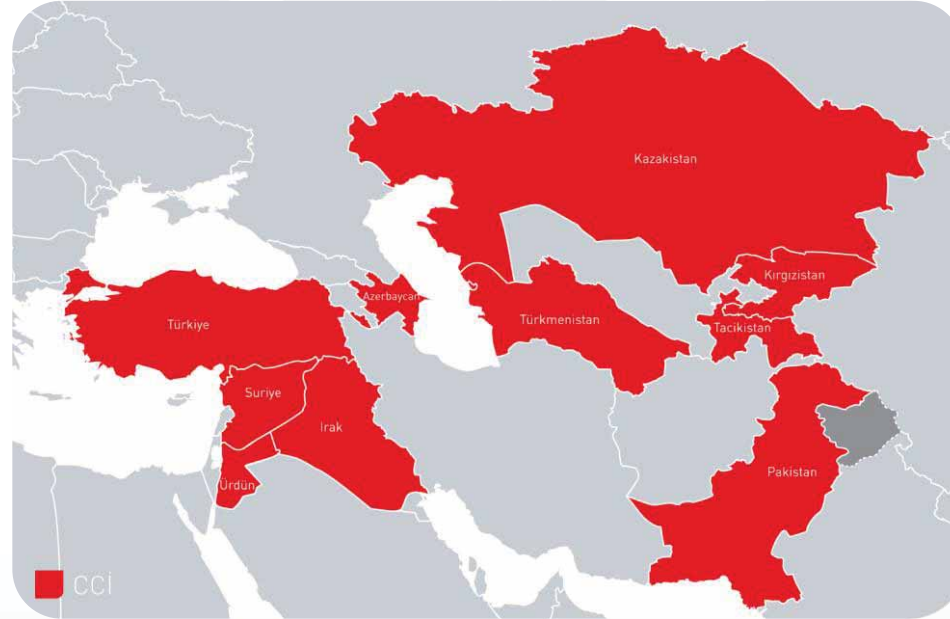 Kazakistan
Kırgızistan
Azerbaycan
Türkiye
Türkmenistan
Tacikistan
Suriye
Irak
Pakistan
Ürdün
CCİ